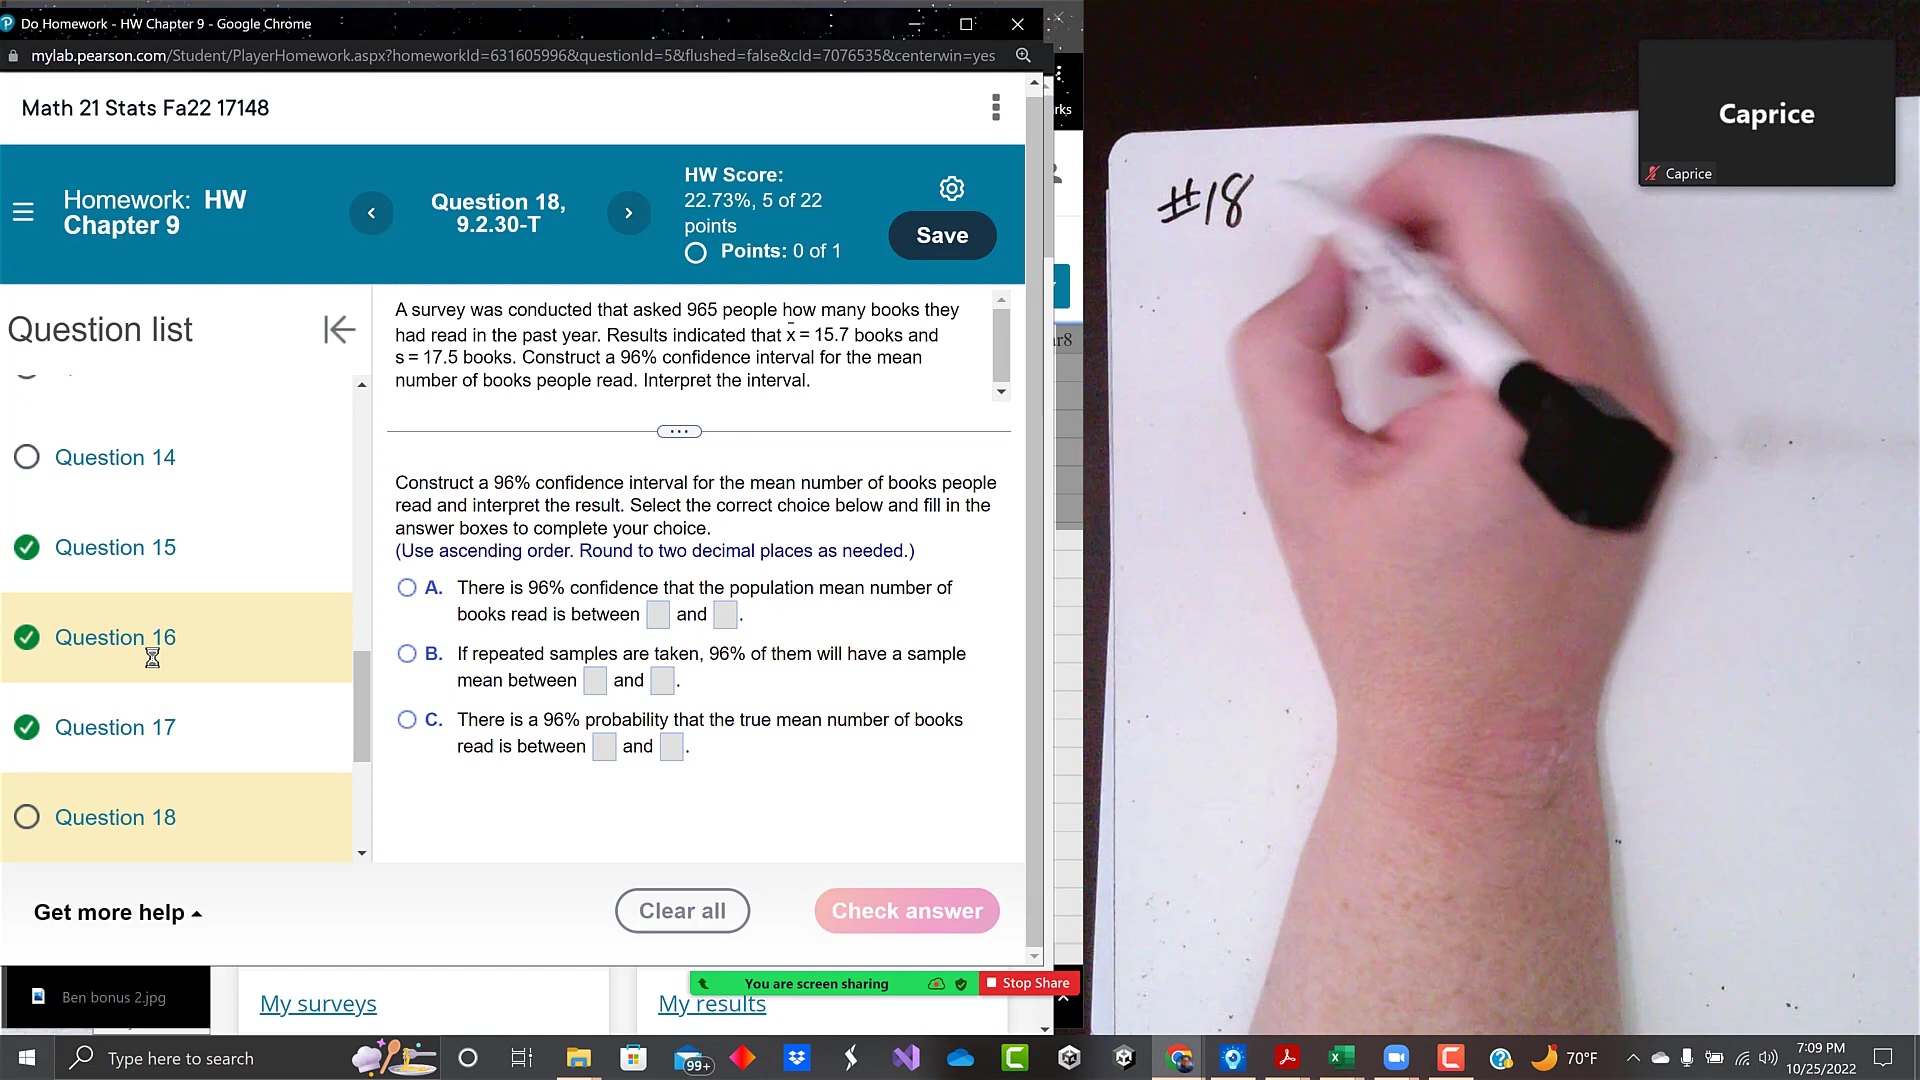 Do Homework - HW Chapter 9 - Google Chrome
mylab.pearson.com/Student/PlayerHomework.aspx?homeworkId=631605996&questionId=5&flushed=false&cId=7076535&centerwin=yes
Math 21 Stats Fa22 17148
Homework: HW Chapter 9
Question 18, 9.2.30-T
HW Score: 22.73%, 5 of 22 points
Points: 0 of 1
Save
Question list
Question 14
Question 15
Question 16
Question 17
Question 18
A survey was conducted that asked 965 people how many books they
had read in the past year. Results indicated that x̄ = 15.7 books and
s = 17.5 books. Construct a 96% confidence interval for the mean
number of books people read. Interpret the interval.
Construct a 96% confidence interval for the mean number of books people
read and interpret the result. Select the correct choice below and fill in the
answer boxes to complete your choice.
(Use ascending order. Round to two decimal places as needed.)
A. There is 96% confidence that the population mean number of
books read is between and .
B. If repeated samples are taken, 96% of them will have a sample
mean between and .
C. There is a 96% probability that the true mean number of books
read is between and .
Get more help
Clear all
Check answer
Ben bonus 2.jpg
My surveys
My results
You are screen sharing
Stop Share
Type here to search
99+
70°F
7:09 PM
10/25/2022
#18
Caprice
Caprice